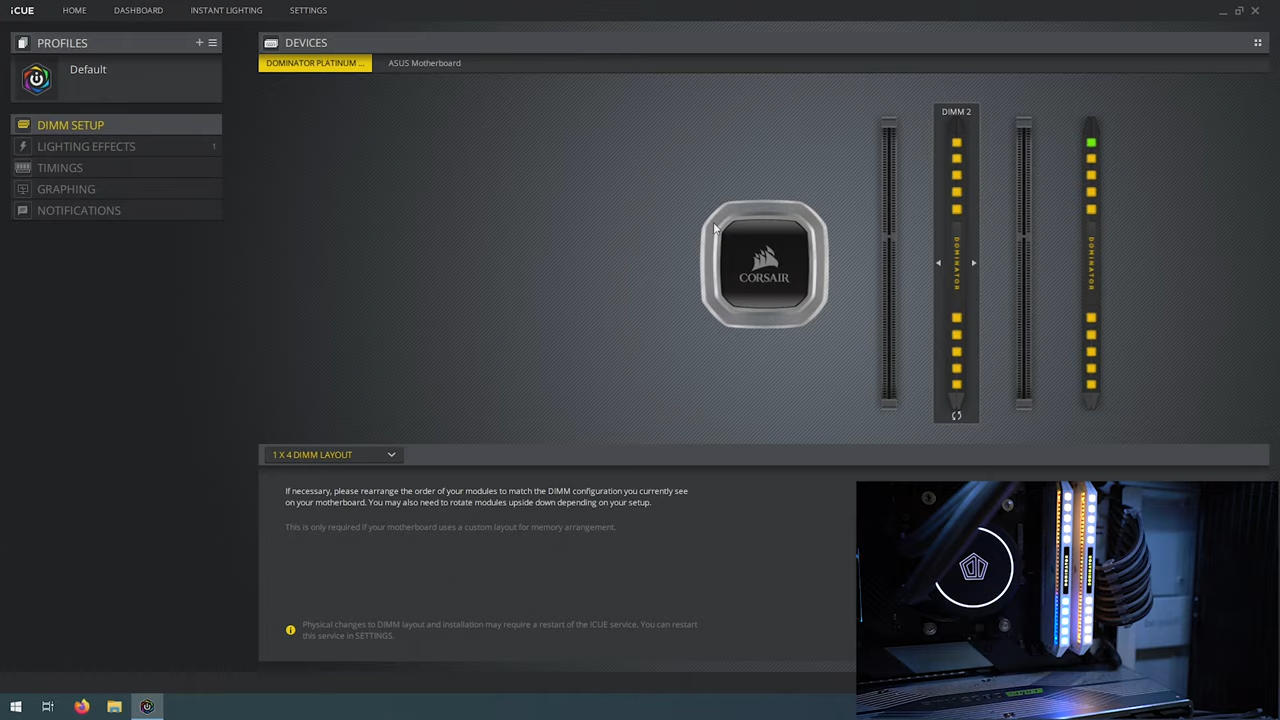 iCUE
HOME
DASHBOARD
INSTANT LIGHTING
SETTINGS
PROFILES
Default
DIMM SETUP
LIGHTING EFFECTS
1
TIMINGS
GRAPHING
NOTIFICATIONS
DEVICES
DOMINATOR PLATINUM ...
ASUS Motherboard
DIMM 2
CORSAIR
DOMINATOR
DOMINATOR
1 X 4 DIMM LAYOUT
If necessary, please rearrange the order of your modules to match the DIMM configuration you currently see
on your motherboard. You may also need to rotate modules upside down depending on your setup.
This is only required if your motherboard uses a custom layout for memory arrangement.
Physical changes to DIMM layout and installation may require a restart of the iCUE service. You can restart
this service in SETTINGS.